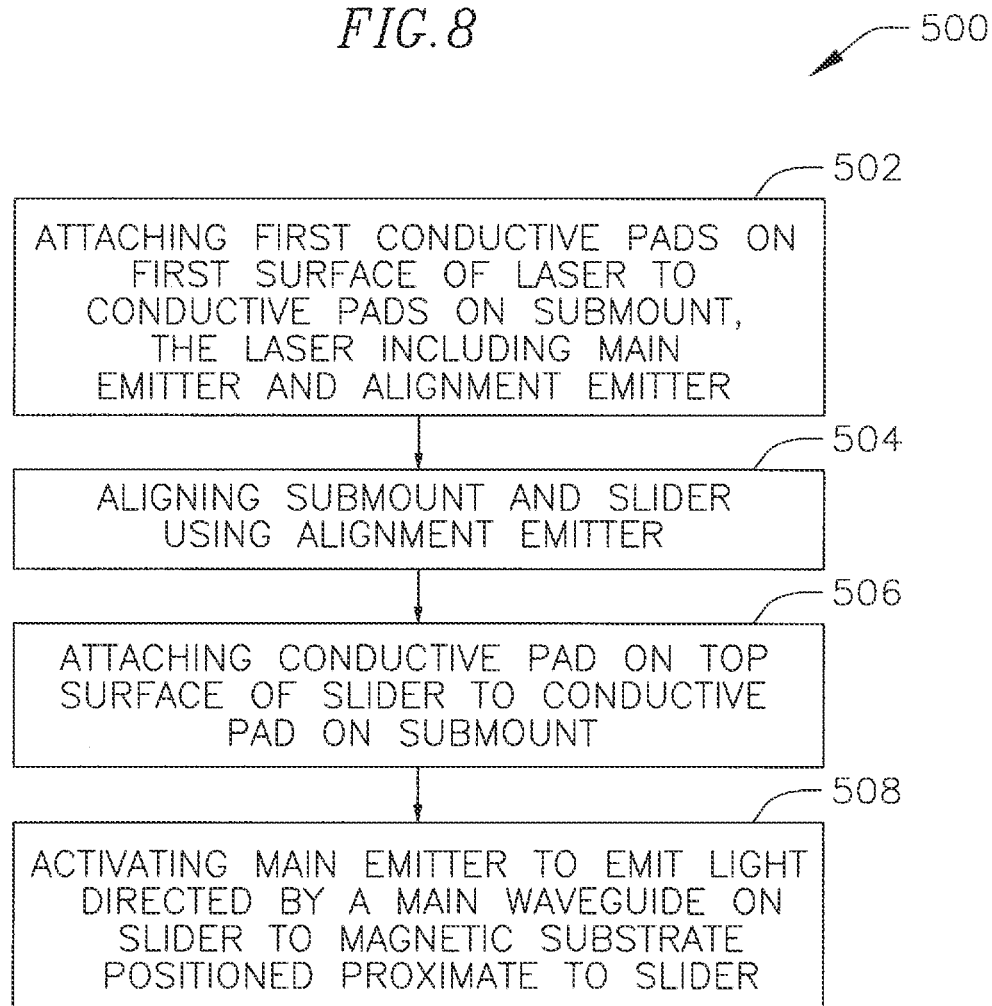 FIG. 8
500
502
ATTACHING FIRST CONDUCTIVE PADS ON
FIRST SURFACE OF LASER TO
CONDUCTIVE PADS ON SUBMOUNT,
THE LASER INCLUDING MAIN
EMITTER AND ALIGNMENT EMITTER
504
ALIGNING SUBMOUNT AND SLIDER
USING ALIGNMENT EMITTER
506
ATTACHING CONDUCTIVE PAD ON TOP
SURFACE OF SLIDER TO CONDUCTIVE
PAD ON SUBMOUNT
508
ACTIVATING MAIN EMITTER TO EMIT LIGHT
DIRECTED BY A MAIN WAVEGUIDE ON
SLIDER TO MAGNETIC SUBSTRATE
POSITIONED PROXIMATE TO SLIDER